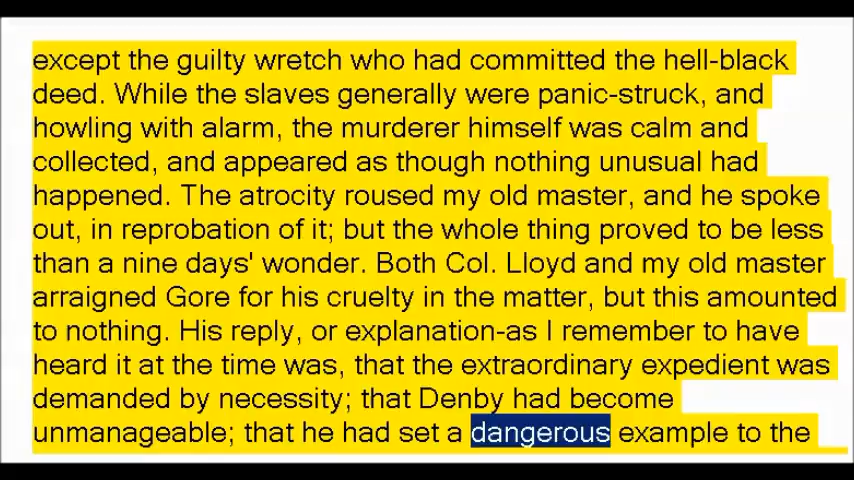 except the guilty wretch who had committed the hell-black
deed. While the slaves generally were panic-struck, and
howling with alarm, the murderer himself was calm and
collected, and appeared as though nothing unusual had
happened. The atrocity roused my old master, and he spoke
out, in reprobation of it; but the whole thing proved to be less
than a nine days' wonder. Both Col. Lloyd and my old master
arraigned Gore for his cruelty in the matter, but this amounted
to nothing. His reply, or explanation-as I remember to have
heard it at the time was, that the extraordinary expedient was
demanded by necessity; that Denby had become
unmanageable; that he had set a dangerous example to the